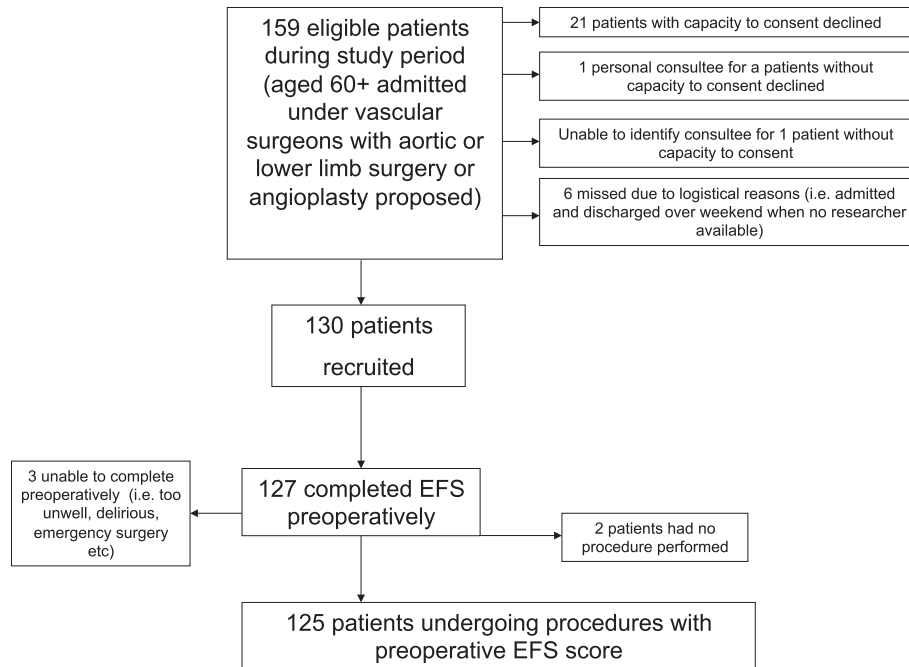 159 eligible patients
during study period
(aged 60+ admitted
under vascular
surgeons with aortic or
lower limb surgery or
angioplasty proposed)
21 patients with capacity to consent declined
1 personal consultee for a patients without
capacity to consent declined
Unable to identify consultee for 1 patient without
capacity to consent
6 missed due to logistical reasons (i.e. admitted
and discharged over weekend when no researcher
available)
130 patients
recruited
3 unable to complete
preoperatively (i.e. too
unwell, delirious,
emergency surgery
etc)
127 completed EFS
preoperatively
2 patients had no
procedure performed
125 patients undergoing procedures with
preoperative EFS score